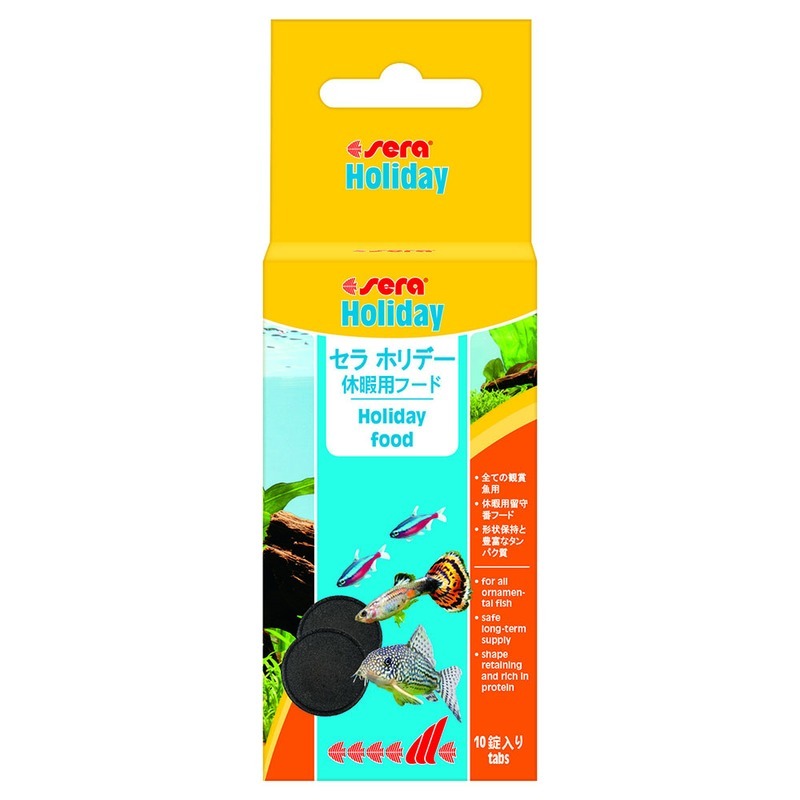 sera®
Holiday
sera®
sera®
Holiday
セラ ホリデー
休暇用フード
Holiday
food
• 全ての観賞
魚用
• 休暇用留守
番フード
• 形状保持と
豊富なタン
パク質
• for all
ornamen-
tal fish
• safe
long-term
supply
• shape
retaining
and rich in
protein
10錠入り
tabs